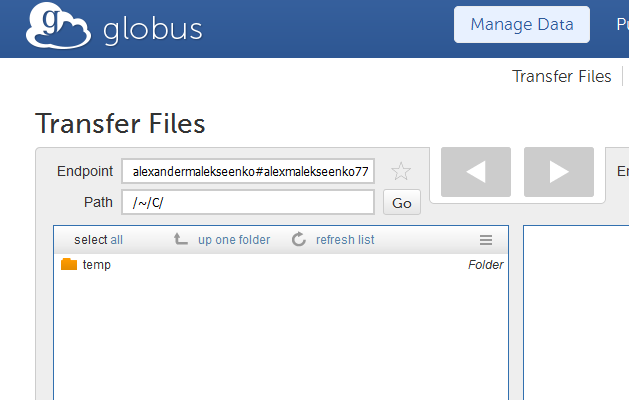 g globus
Manage Data
Transfer Files
Transfer Files
Endpoint alexandermalekseenko#alexmalekseenko77
Path /~/C/ Go
select all up one folder refresh list
temp Folder